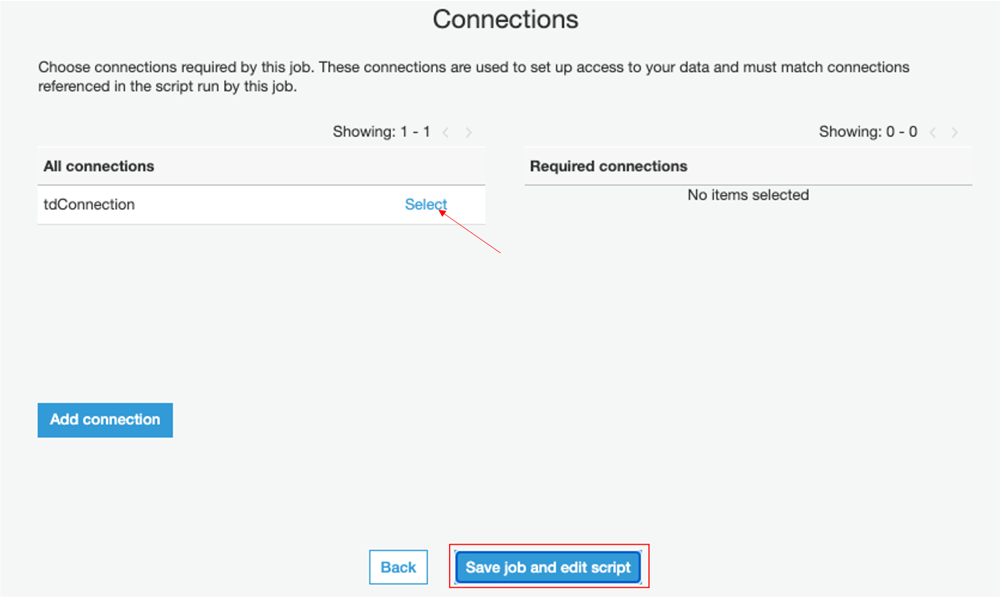 Connections
Choose connections required by this job. These connections are used to set up access to your data and must match connections
referenced in the script run by this job.
Showing: 1 - 1
Showing: 0 - 0
All connections
Required connections
tdConnection
Select
No items selected
Add connection
Back
Save job and edit script